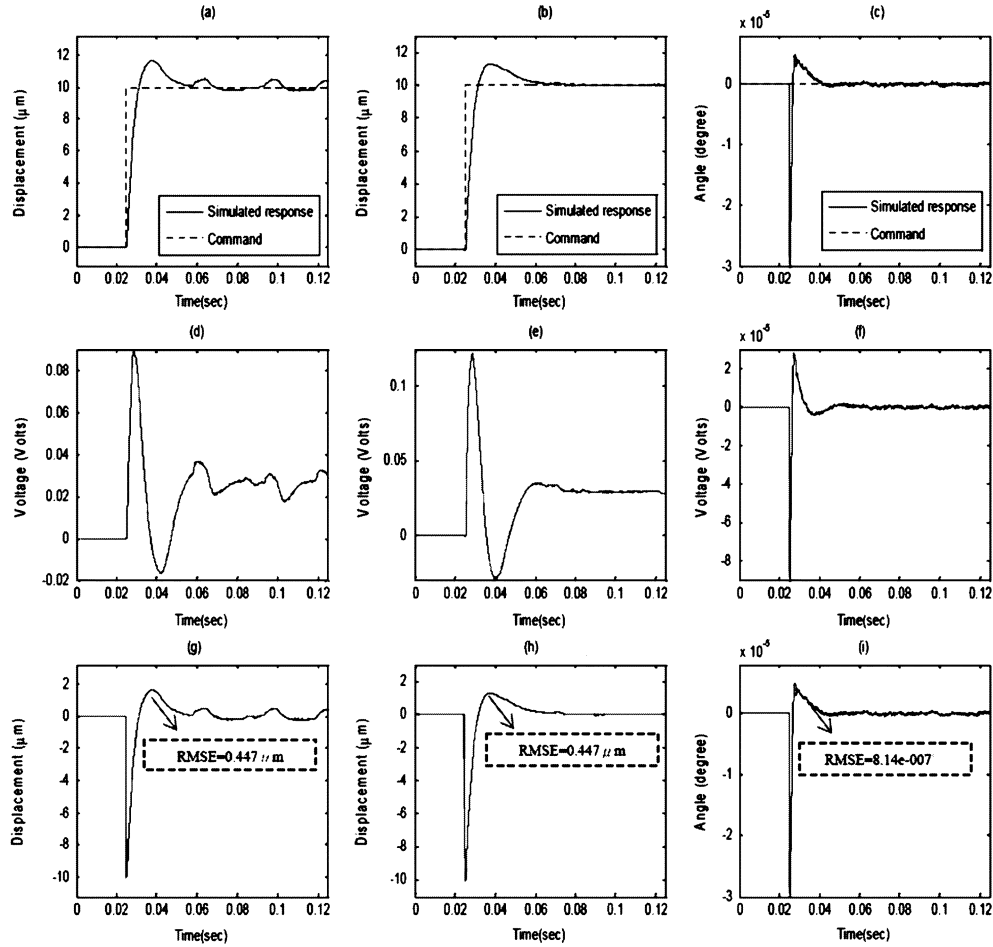 (a)
Displacement (μm)
12
10
8
6
4
2
0
Simulated response
Command
0 0.02 0.04 0.06 0.08 0.1 0.12
Time(sec)
(b)
Displacement (μm)
12
10
8
6
4
2
0
Simulated response
Command
0 0.02 0.04 0.06 0.08 0.1 0.12
Time(sec)
(c)
x 10⁻⁵
Angle (degree)
0
-1
-2
-3
Simulated response
Command
0 0.02 0.04 0.06 0.08 0.1 0.12
Time(sec)
(d)
Voltage (Volts)
0.08
0.06
0.04
0.02
0
-0.02
0 0.02 0.04 0.06 0.08 0.1 0.12
Time(sec)
(e)
Voltage (Volts)
0.1
0.05
0
0 0.02 0.04 0.06 0.08 0.1 0.12
Time(sec)
(f)
x 10⁻⁵
Voltage (Volts)
2
0
-2
-4
-6
-8
0 0.02 0.04 0.06 0.08 0.1 0.12
Time(sec)
(g)
Displacement (μm)
2
0
-2
-4
-6
-8
-10
RMSE=0.447 μm
0 0.02 0.04 0.06 0.08 0.1 0.12
Time(sec)
(h)
Displacement (μm)
2
0
-2
-4
-6
-8
-10
RMSE=0.447 μm
0 0.02 0.04 0.06 0.08 0.1 0.12
Time(sec)
(i)
x 10⁻⁵
Angle (degree)
0
-1
-2
-3
RMSE=8.14e-007
0 0.02 0.04 0.06 0.08 0.1 0.12
Time(sec)